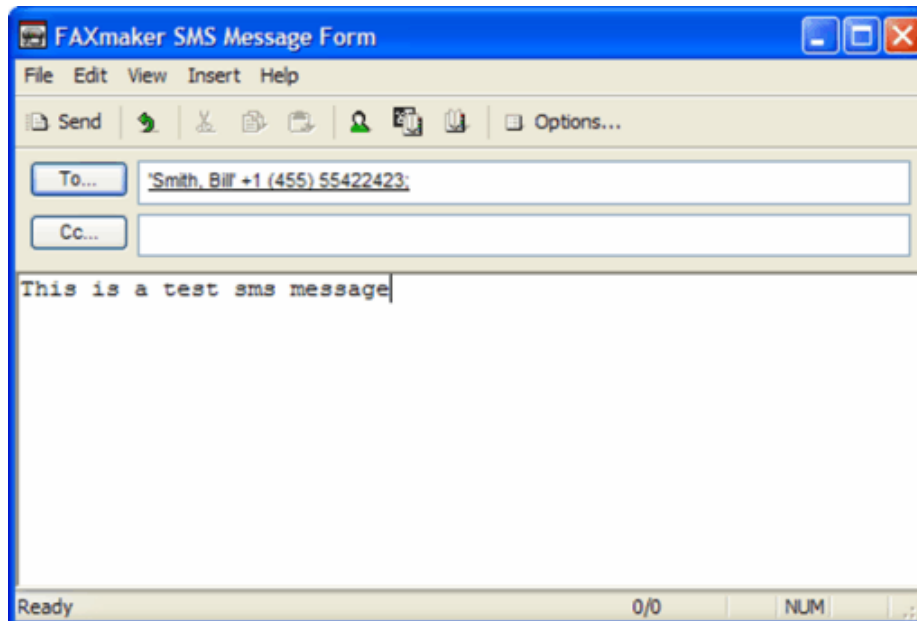 FAXmaker SMS Message Form
File Edit View Insert Help
Send Options...
To... 'Smith, Bill' +1 (455) 55422423;
Cc...
This is a test sms message
Ready 0/0 NUM